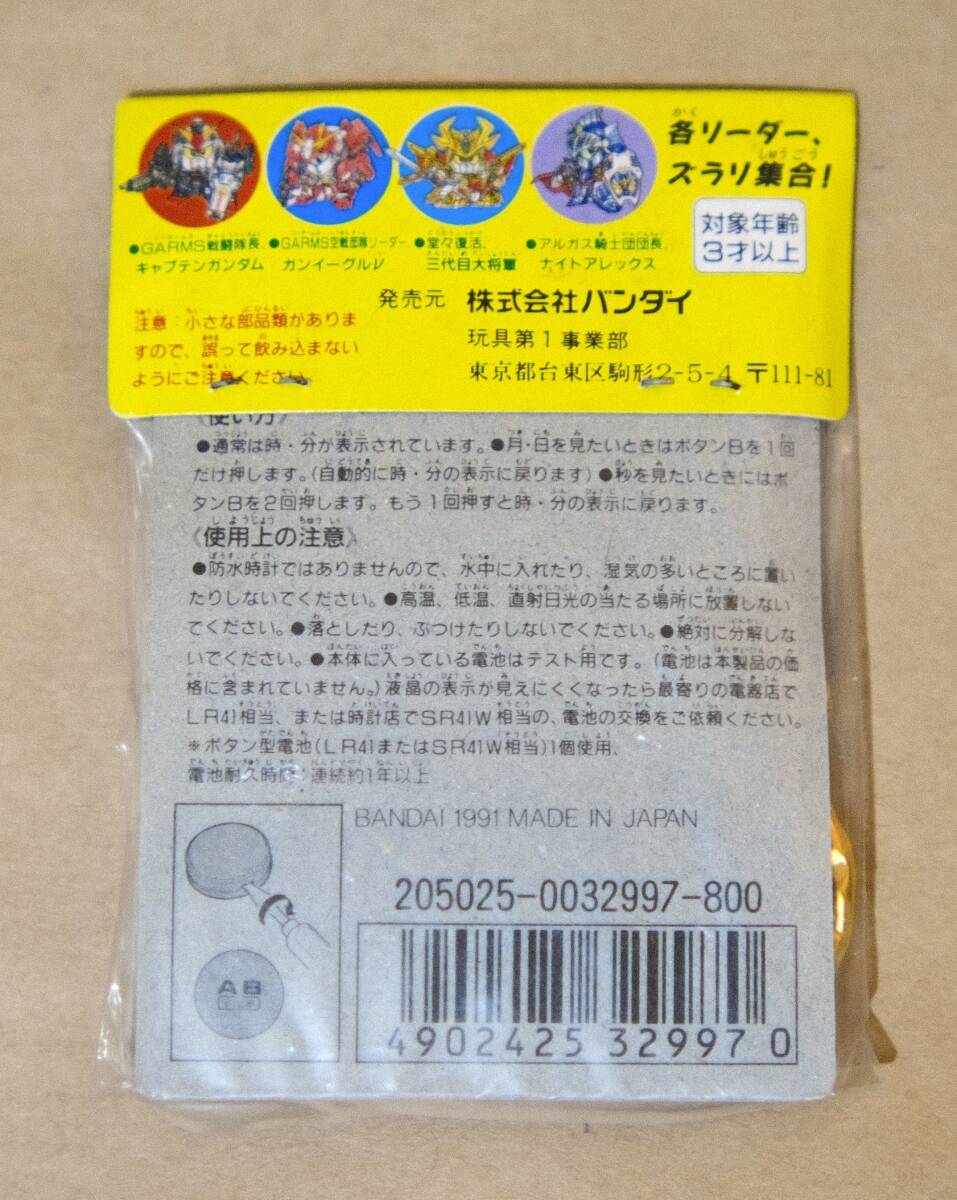 各リーダー、
ズラリ集合!
対象年齢
3才以上
●GARMS戦闘隊長、
キャプテンガンダム
●GARMS空戦部隊リーダー
ガンイーグル
●堂々復活、
三代目大将軍
●アルガス騎士団団長、
ナイトアレックス
注意:小さな部品類がありま
すので、誤って飲み込まない
ようにご注意ください。
発売元 株式会社バンダイ
玩具第1事業部
東京都台東区駒形2-5-4 〒111-81
《使い方》
●通常は時・分が表示されています。●月・日を見たいときはボタンBを1回
だけ押します。(自動的に時・分の表示に戻ります)●秒を見たいときにはボ
タンBを2回押します。もう1回押すと時・分の表示に戻ります。
《使用上の注意》
●防水時計ではありませんので、水中に入れたり、湿気の多いところに置い
たりしないでください。●高温、低温、直射日光の当たる場所に放置しない
でください。●落としたり、ぶつけたりしないでください。●絶対に分解しな
いでください。●本体に入っている電池はテスト用です。(電池は本製品の価
格に含まれていません。)液晶の表示が見えにくくなったら最寄りの電器店で
LR41相当、または時計店でSR41W相当の、電池の交換をご依頼ください。
※ボタン型電池(LR41またはSR41W相当)1個使用、
電池耐久時間:連続約1年以上
BANDAI 1991 MADE IN JAPAN
205025-0032997-800
AB
4902425329970